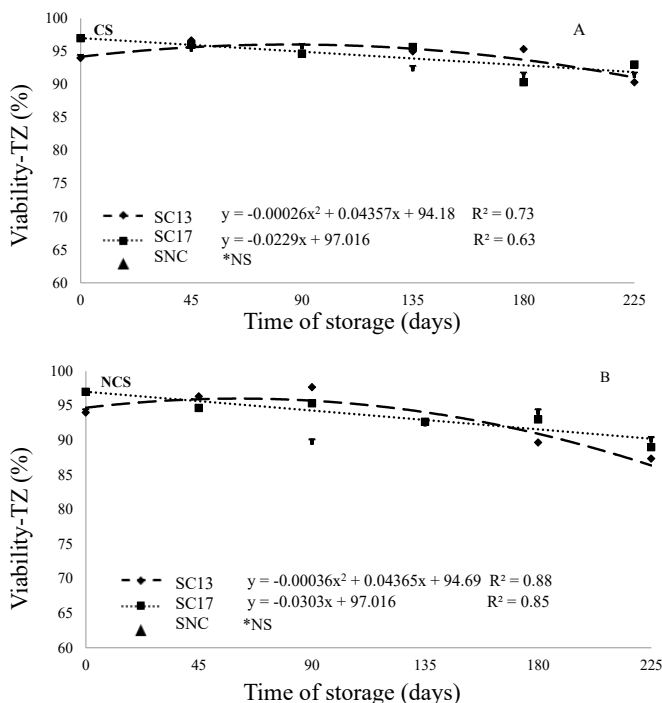 100
CS
A
95
90
85
80
75
70
65
60
Viability-TZ (%)
SC13 y = -0.00026x² + 0.04357x + 94.18 R² = 0.73
SC17 y = -0.0229x + 97.016 R² = 0.63
SNC *NS
0 45 90 135 180 225
Time of storage (days)
100
NCS
B
95
90
85
80
75
70
65
60
Viability-TZ (%)
SC13 y = -0.00036x² + 0.04365x + 94.69 R² = 0.88
SC17 y = -0.0303x + 97.016 R² = 0.85
SNC *NS
0 45 90 135 180 225
Time of storage (days)